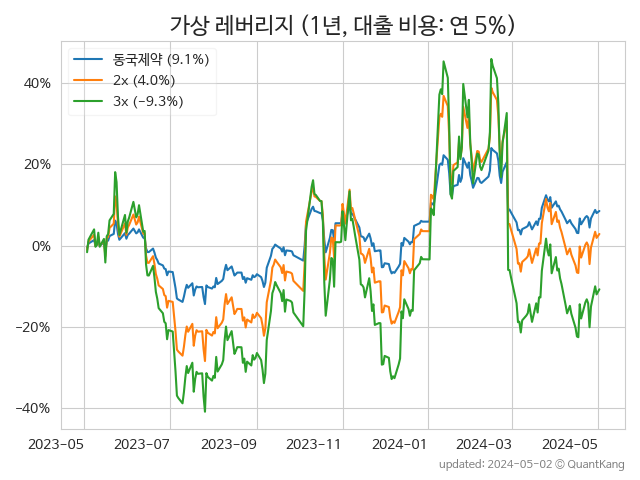 가상 레버리지 (1년, 대출 비용: 연 5%)
동국제약 (9.1%)
2x (4.0%)
3x (−9.3%)
40%
20%
0%
−20%
−40%
2023−05 2023−07 2023−09 2023−11 2024−01 2024−03 2024−05
updated: 2024-05-02 © QuantKang